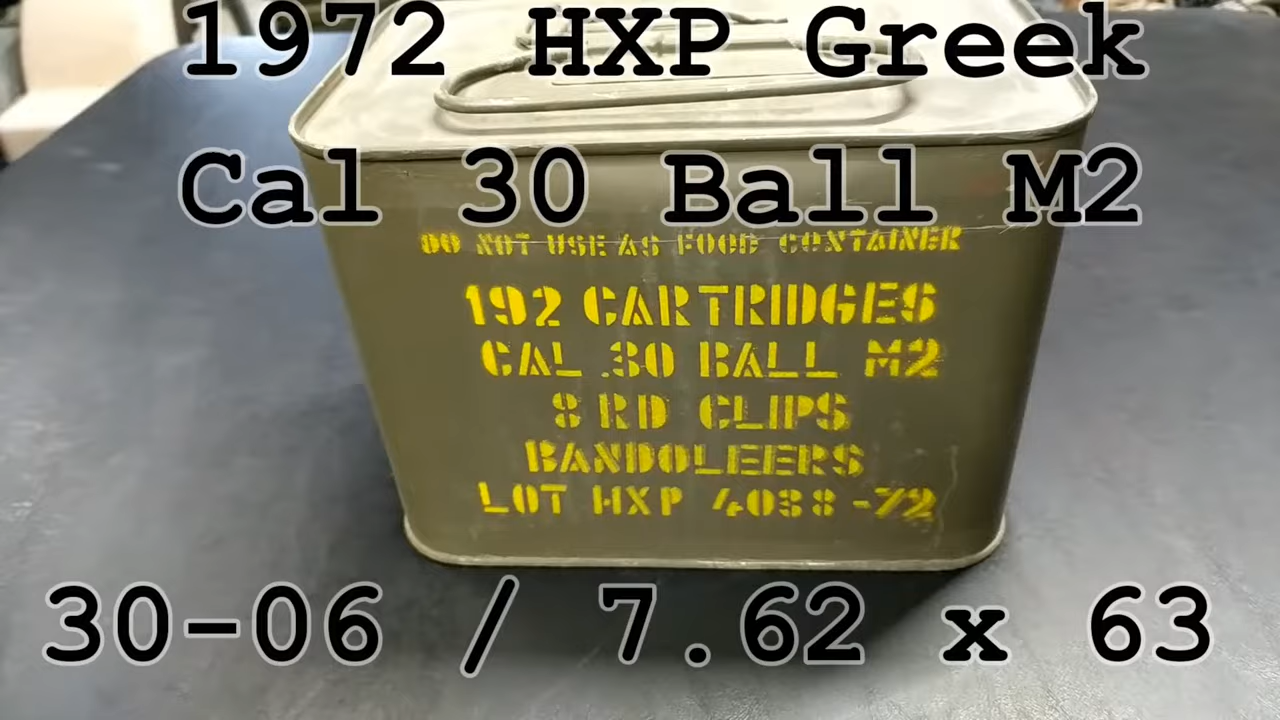 1972 HXP Greek
Cal 30 Ball M2
DO NOT USE AS FOOD CONTAINER
192 CARTRIDGES
CAL .30 BALL M2
8 RD CLIPS
BANDOLEERS
LOT HXP 4038-72
30-06 / 7.62 x 63